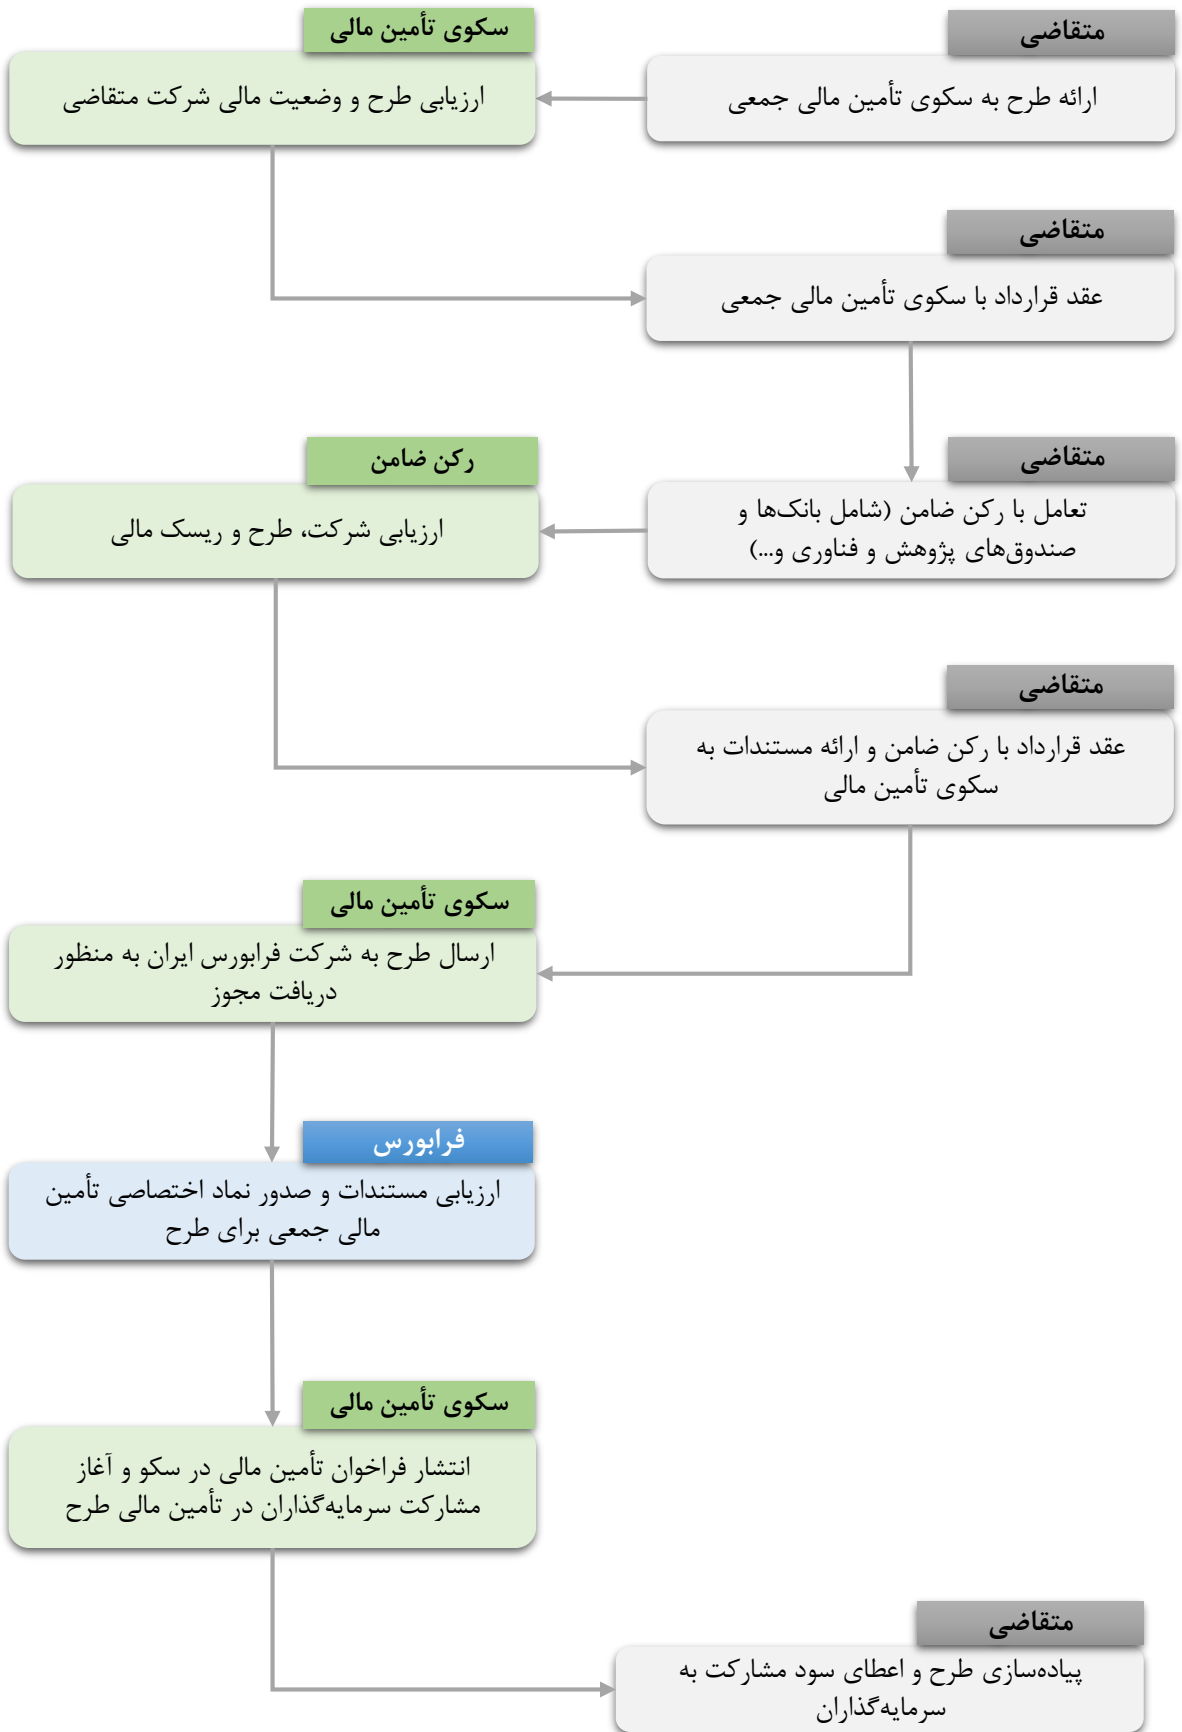 متقاضی
ارائه طرح به سکوی تأمین مالی جمعی
سکوی تأمین مالی
ارزیابی طرح و وضعیت مالی شرکت متقاضی
متقاضی
عقد قرارداد با سکوی تأمین مالی جمعی
متقاضی
تعامل با رکن ضامن (شامل بانک‌ها و
صندوق‌های پژوهش و فناوری و...)
رکن ضامن
ارزیابی شرکت، طرح و ریسک مالی
متقاضی
عقد قرارداد با رکن ضامن و ارائه مستندات به
سکوی تأمین مالی
سکوی تأمین مالی
ارسال طرح به شرکت فرابورس ایران به منظور
دریافت مجوز
فرابورس
ارزیابی مستندات و صدور نماد اختصاصی تأمین
مالی جمعی برای طرح
سکوی تأمین مالی
انتشار فراخوان تأمین مالی در سکو و آغاز
مشارکت سرمایه‌گذاران در تأمین مالی طرح
متقاضی
پیاده‌سازی طرح و اعطای سود مشارکت به
سرمایه‌گذاران